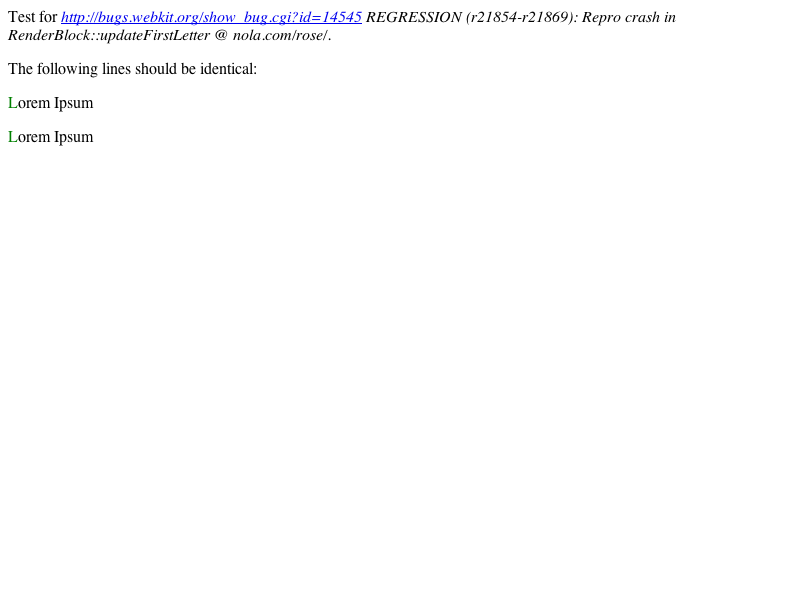 Test for http://bugs.webkit.org/show_bug.cgi?id=14545 REGRESSION (r21854-r21869): Repro crash in
RenderBlock::updateFirstLetter @ nola.com/rose/.
The following lines should be identical:
Lorem Ipsum
Lorem Ipsum